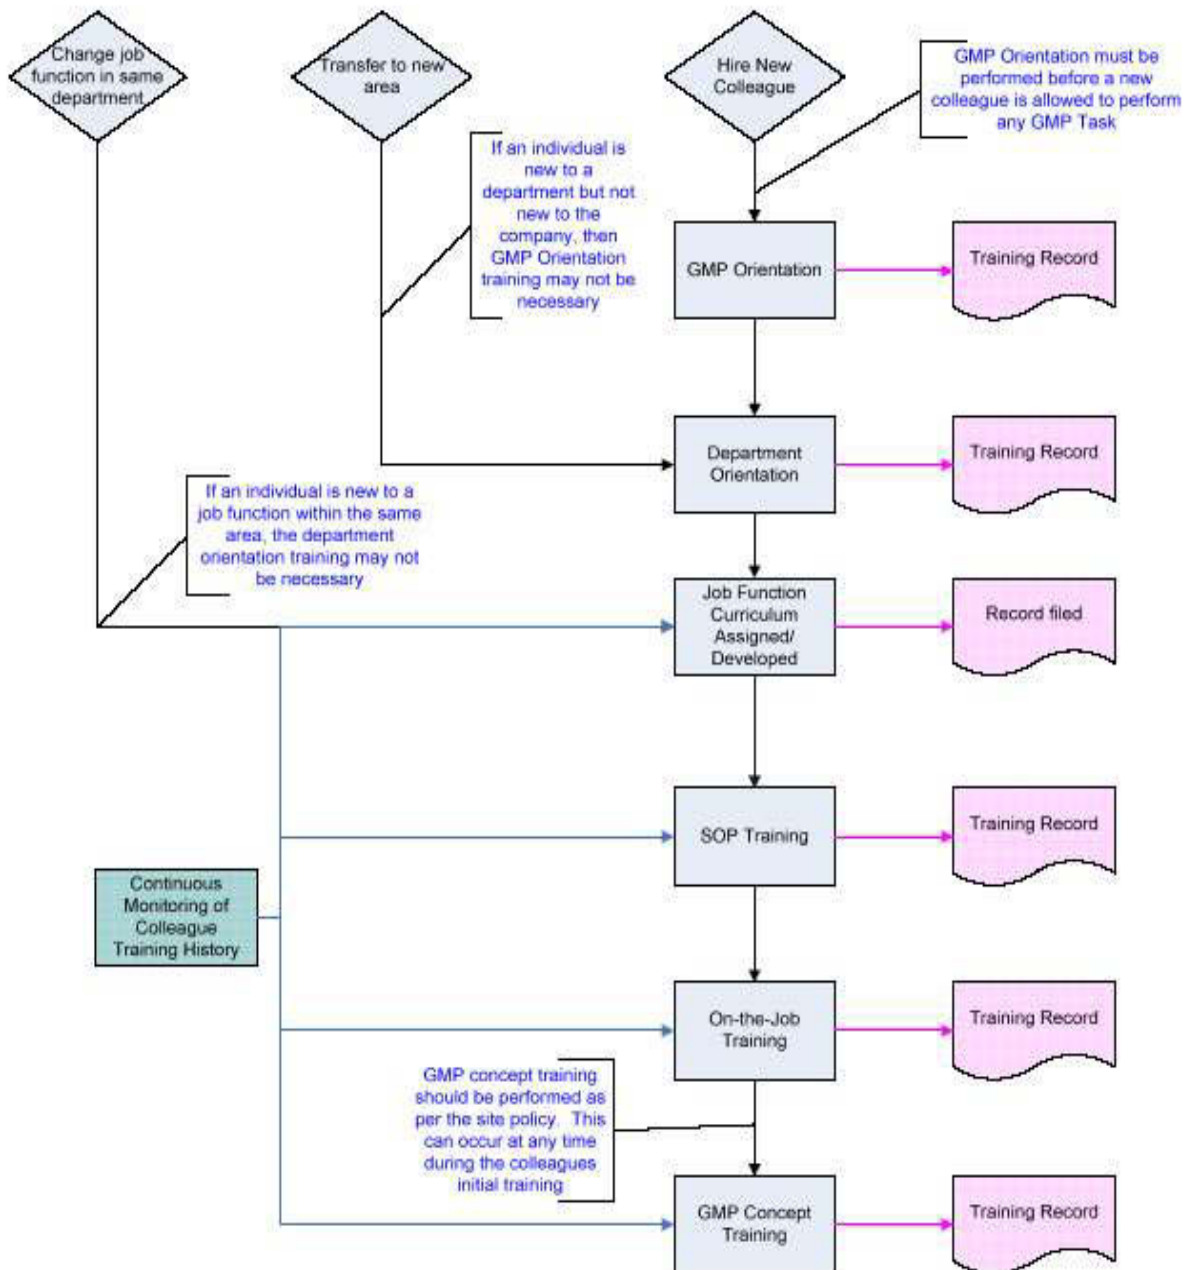 Change job
function in same
department
Transfer to new
area
Hire New
Colleague
GMP Orientation must be
performed before a new
colleague is allowed to perform
any GMP Task
If an individual is
new to a
department but not
new to the
company, then
GMP Orientation
training may not be
necessary
GMP Orientation
Training Record
Department
Orientation
Training Record
If an individual is new to a
job function within the same
area, the department
orientation training may not
be necessary
Job Function
Curriculum
Assigned/
Developed
Record filed
SOP Training
Training Record
Continuous
Monitoring of
Colleague
Training History
On-the-Job
Training
Training Record
GMP concept training
should be performed as
per the site policy.  This
can occur at any time
during the colleagues
initial training
GMP Concept
Training
Training Record